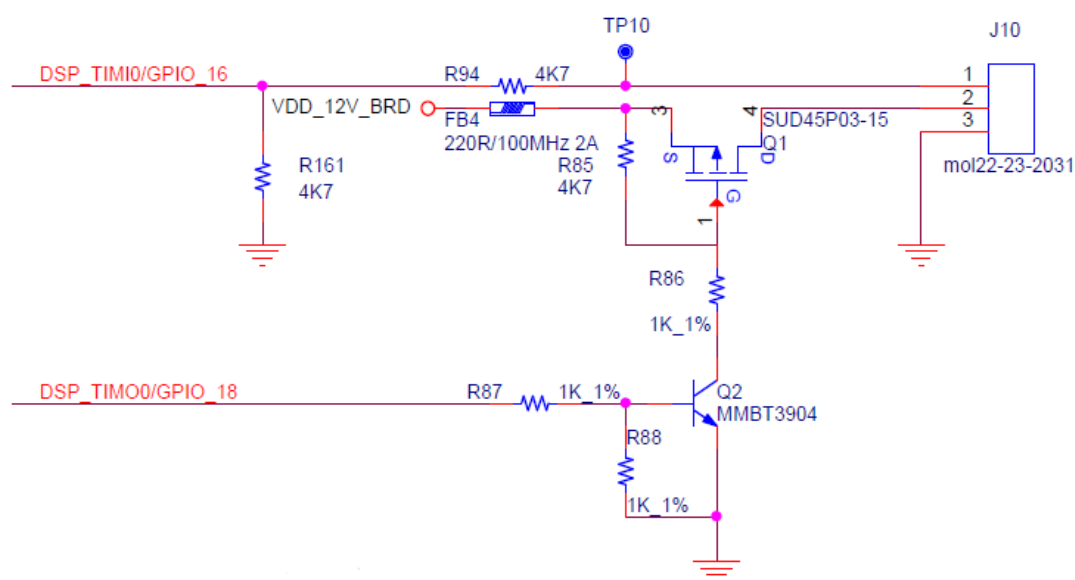 TP10
J10
DSP_TIMI0/GPIO_16
R94
4K7
1
VDD_12V_BRD
FB4
220R/100MHz 2A
3
4
SUD45P03-15
Q1
2
3
mol22-23-2031
R161
4K7
R85
4K7
S
D
G
1
R86
1K_1%
DSP_TIMO0/GPIO_18
R87
1K_1%
Q2
MMBT3904
R88
1K_1%